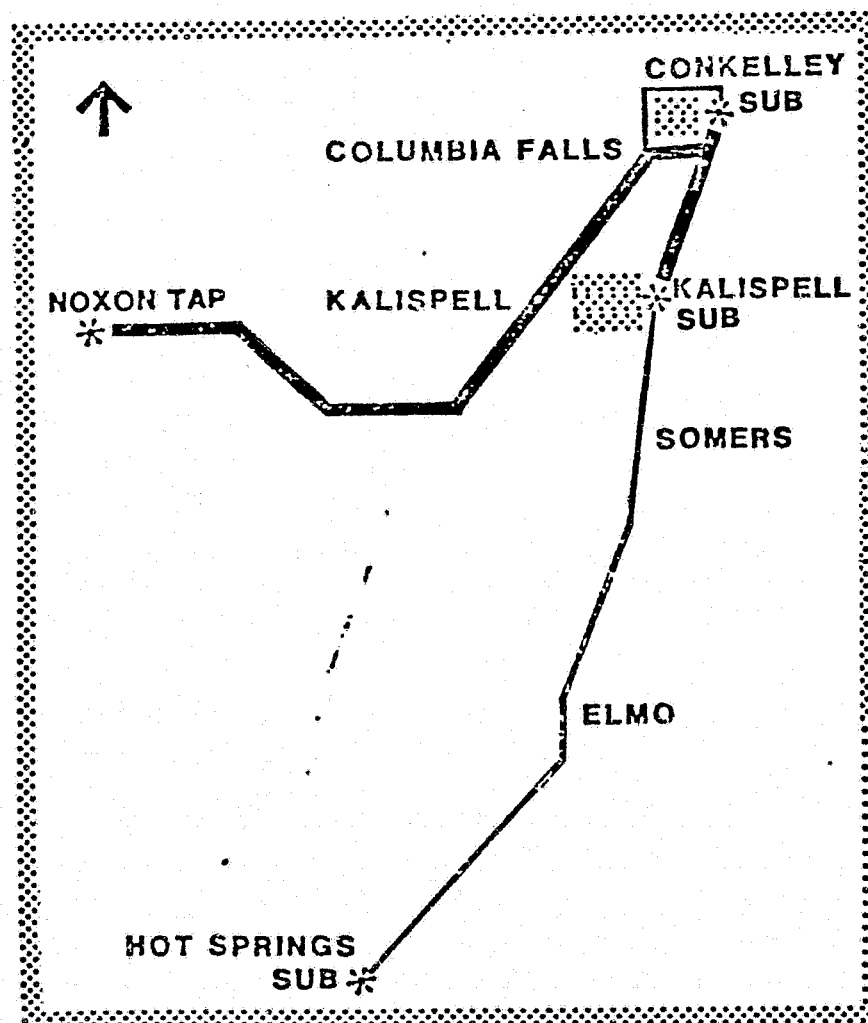 CONKELLEY
SUB
COLUMBIA FALLS
NOXON TAP
KALISPELL
KALISPELL
SUB
SOMERS
ELMO
HOT SPRINGS
SUB